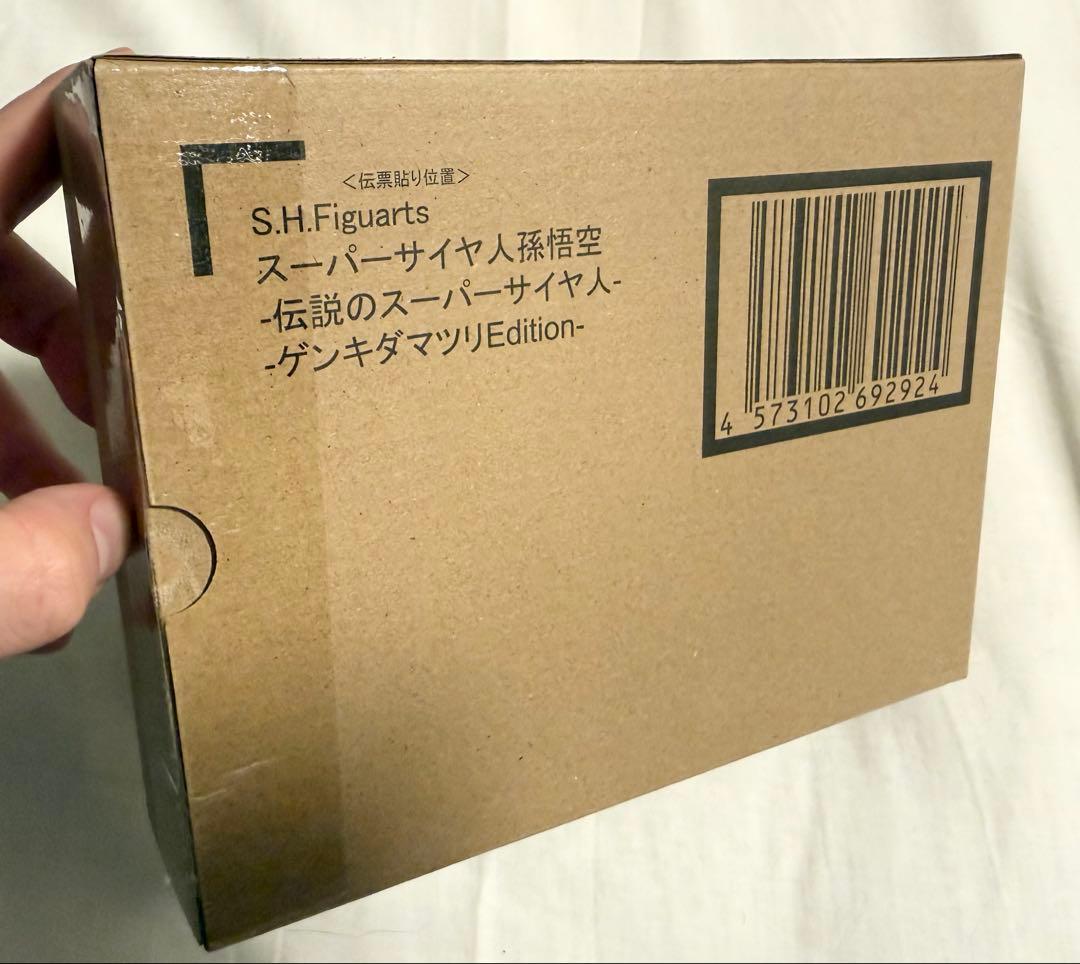 ＜伝票貼り位置＞
S.H.Figuarts
スーパーサイヤ人孫悟空
-伝説のスーパーサイヤ人-
-ゲンキダマツリEdition-
4 573102 692924